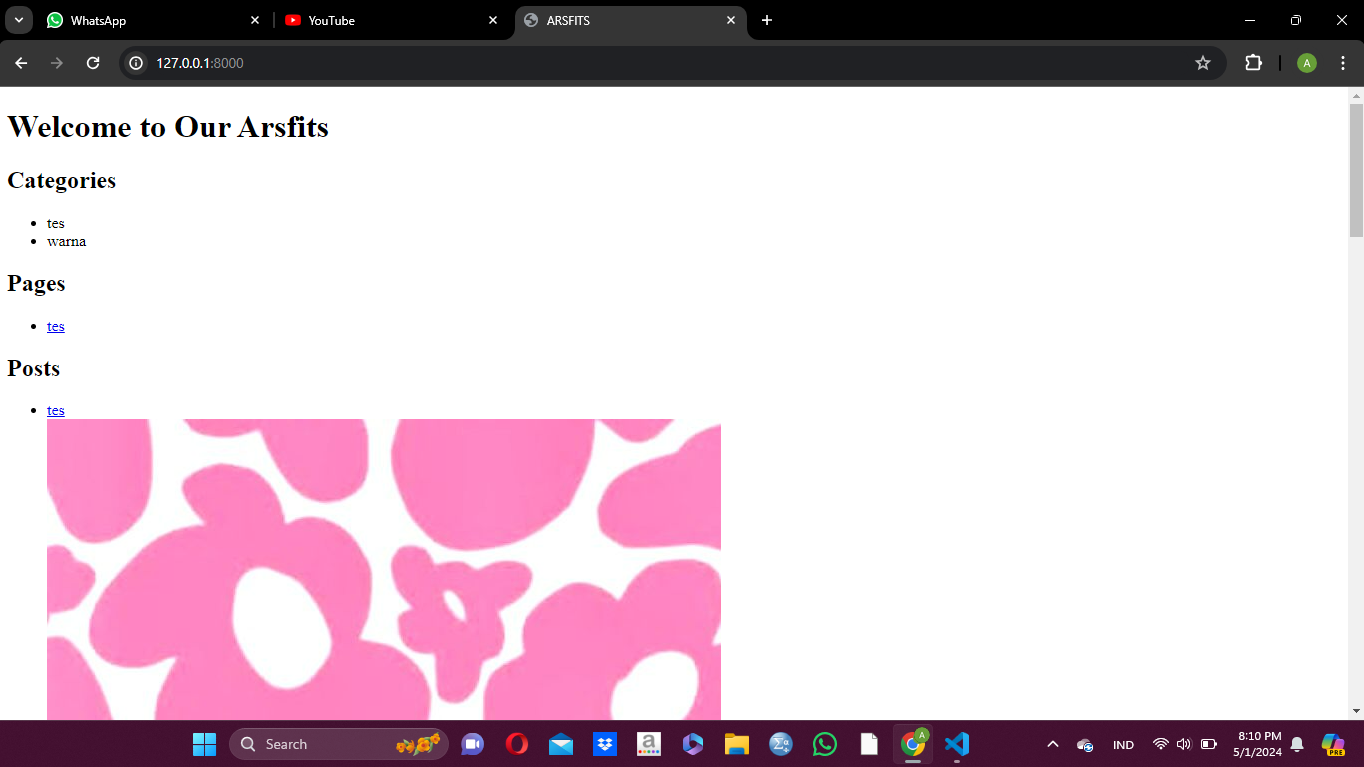 WhatsApp
YouTube
ARSFITS
127.0.0.1:8000
A
Welcome to Our Arsfits
Categories
tes
warna
Pages
tes
Posts
tes
Search
a
A
IND
8:10 PM
5/1/2024
PRE